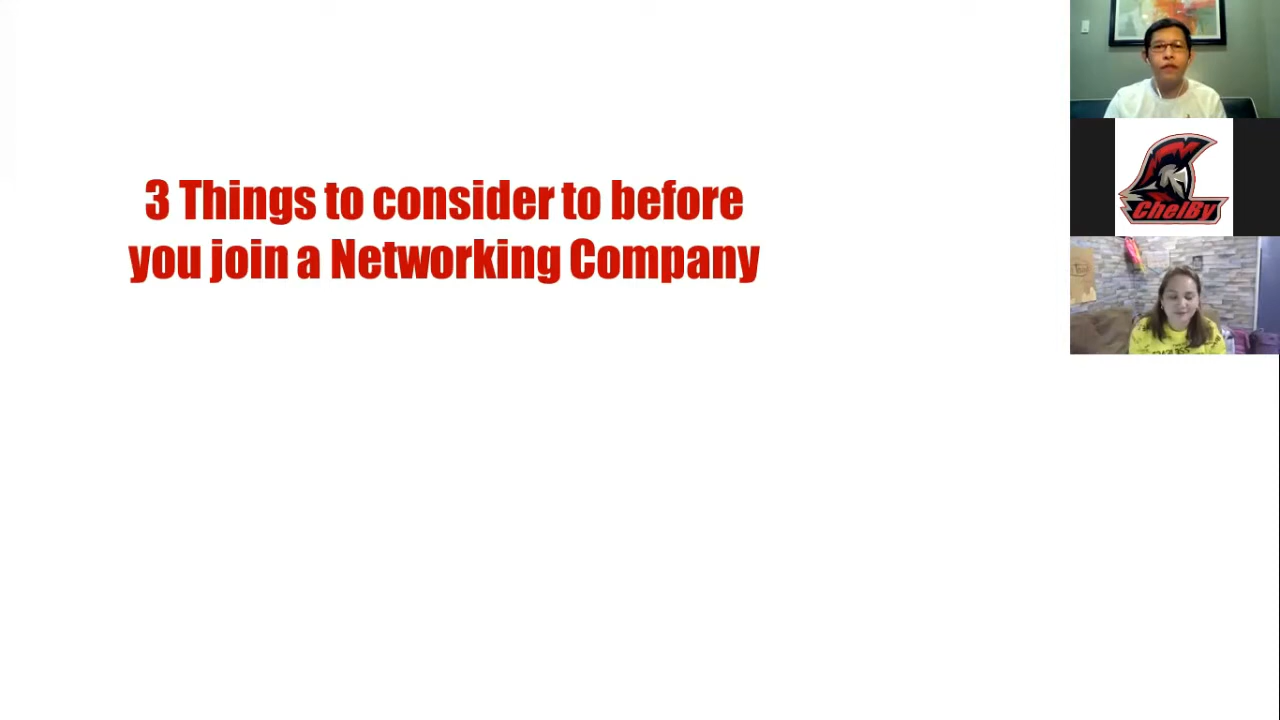 3 Things to consider to before
you join a Networking Company
ChelBy